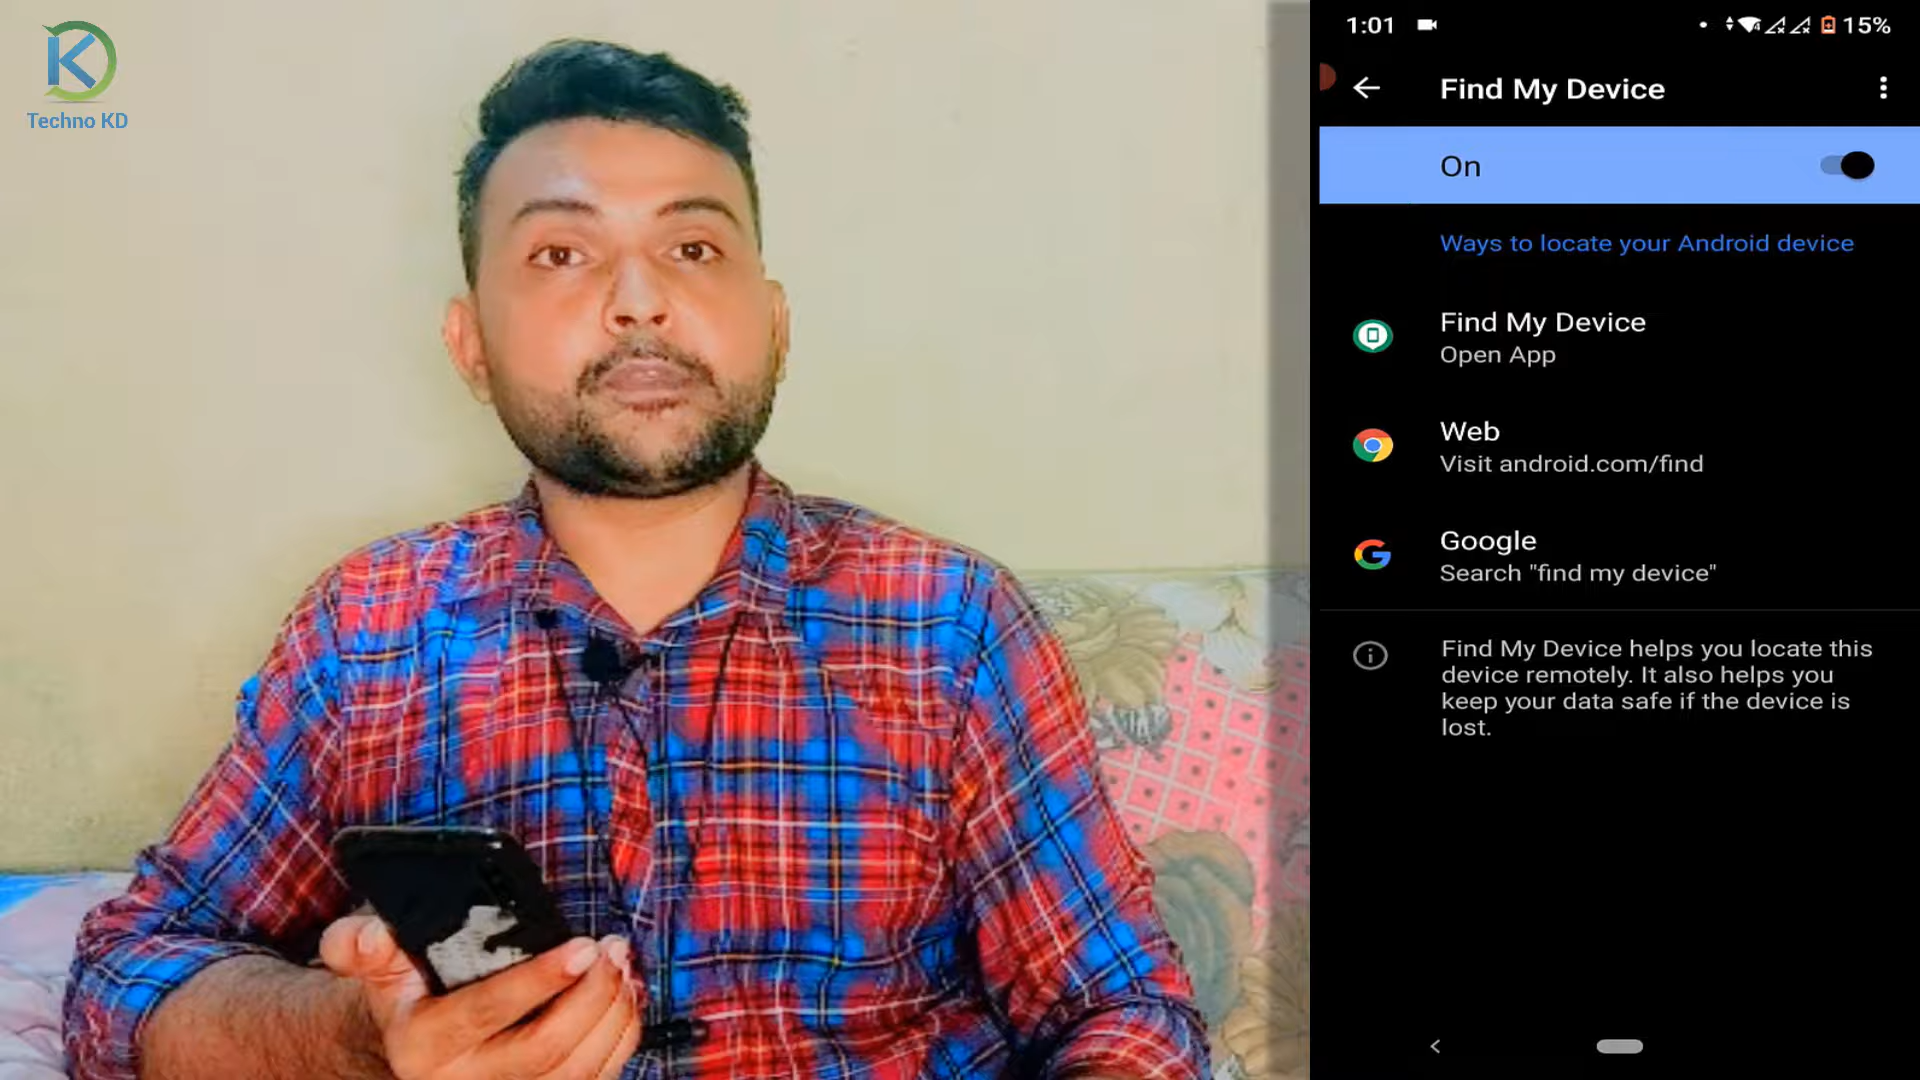 Techno KD
1:01
15%
Find My Device
On
Ways to locate your Android device
Find My Device
Open App
Web
Visit android.com/find
Google
Search "find my device"
Find My Device helps you locate this
device remotely. It also helps you
keep your data safe if the device is
lost.